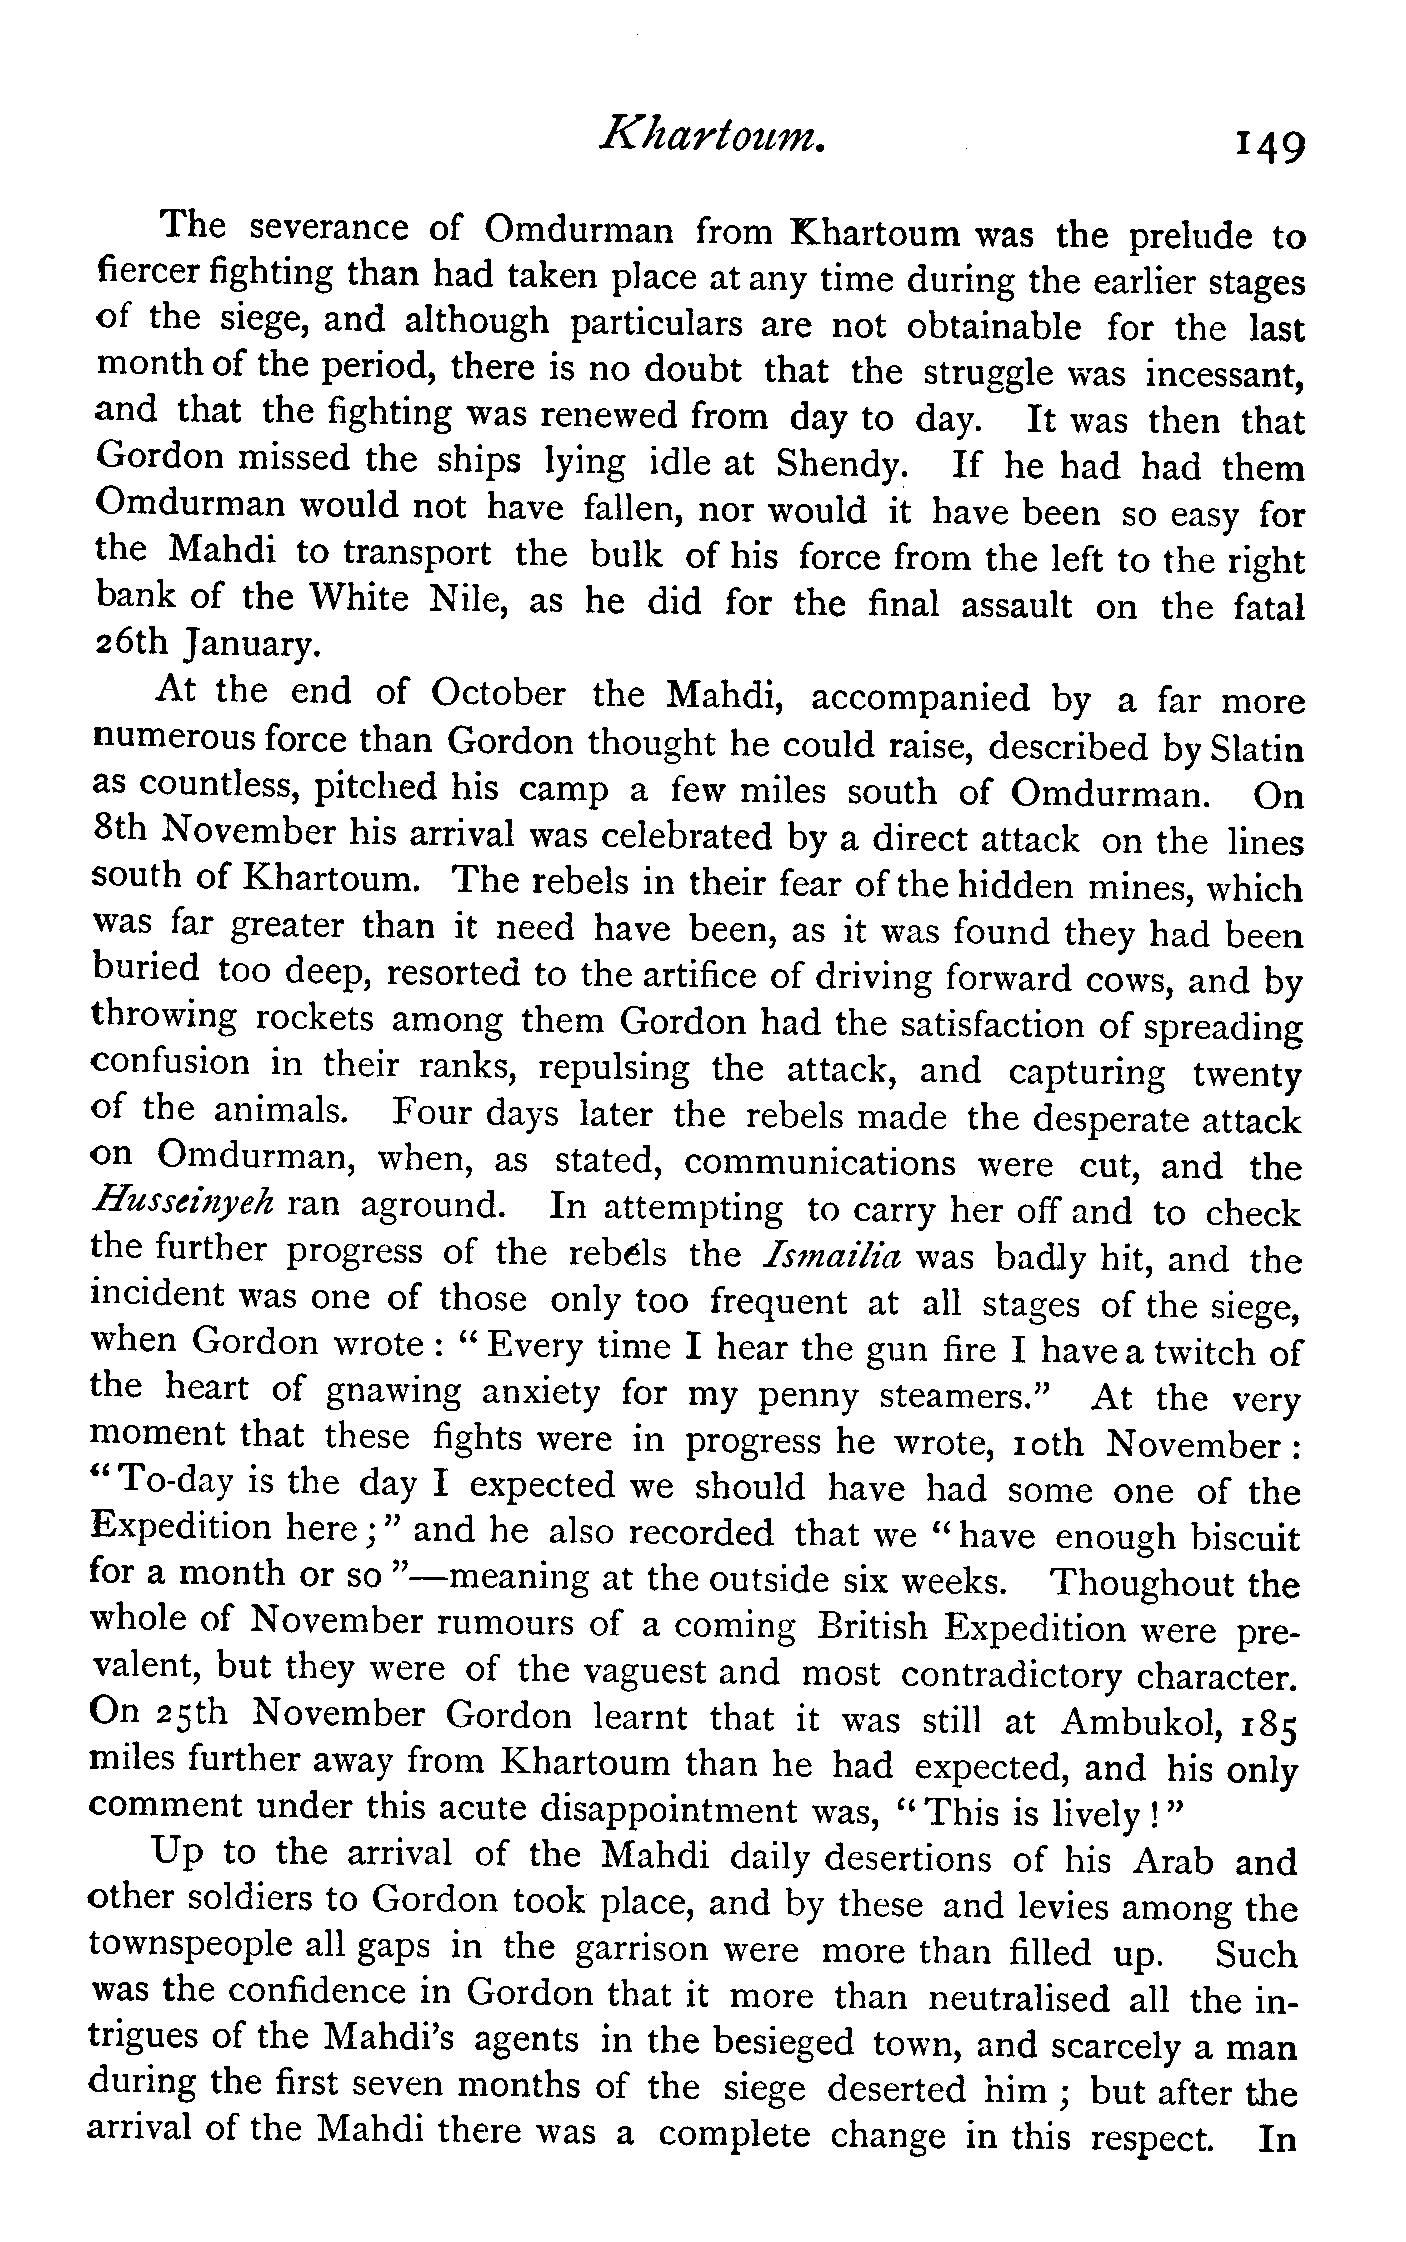 Khartoum. 149
The severance of Omdurman from Khartoum was the prelude to
fiercer fighting than had taken place at any time during the earlier stages
of the siege, and although particulars are not obtainable for the last
month of the period, there is no doubt that the struggle was incessant,
and that the fighting was renewed from day to day. It was then that
Gordon missed the ships lying idle at Shendy. If he had had them
Omdurman would not have fallen, nor would it have been so easy for
the Mahdi to transport the bulk of his force from the left to the right
bank of the White Nile, as he did for the final assault on the fatal
26th January.
At the end of October the Mahdi, accompanied by a far more
numerous force than Gordon thought he could raise, described by Slatin
as countless, pitched his camp a few miles south of Omdurman. On
8th November his arrival was celebrated by a direct attack on the lines
south of Khartoum. The rebels in their fear of the hidden mines, which
was far greater than it need have been, as it was found they had been
buried too deep, resorted to the artifice of driving forward cows, and by
throwing rockets among them Gordon had the satisfaction of spreading
confusion in their ranks, repulsing the attack, and capturing twenty
of the animals. Four days later the rebels made the desperate attack
on Omdurman, when, as stated, communications were cut, and the
Husseinyeh ran aground. In attempting to carry her off and to check
the further progress of the rebels the Ismailia was badly hit, and the
incident was one of those only too frequent at all stages of the siege,
when Gordon wrote : “ Every time I hear the gun fire I have a twitch of
the heart of gnawing anxiety for my penny steamers.” At the very
moment that these fights were in progress he wrote, 10th November :
“ To-day is the day I expected we should have had some one of the
Expedition here ; ” and he also recorded that we “ have enough biscuit
for a month or so ”—meaning at the outside six weeks. Thoughout the
whole of November rumours of a coming British Expedition were pre-
valent, but they were of the vaguest and most contradictory character.
On 25th November Gordon learnt that it was still at Ambukol, 185
miles further away from Khartoum than he had expected, and his only
comment under this acute disappointment was, “ This is lively ! ”
Up to the arrival of the Mahdi daily desertions of his Arab and
other soldiers to Gordon took place, and by these and levies among the
townspeople all gaps in the garrison were more than filled up. Such
was the confidence in Gordon that it more than neutralised all the in-
trigues of the Mahdi’s agents in the besieged town, and scarcely a man
during the first seven months of the siege deserted him ; but after the
arrival of the Mahdi there was a complete change in this respect. In